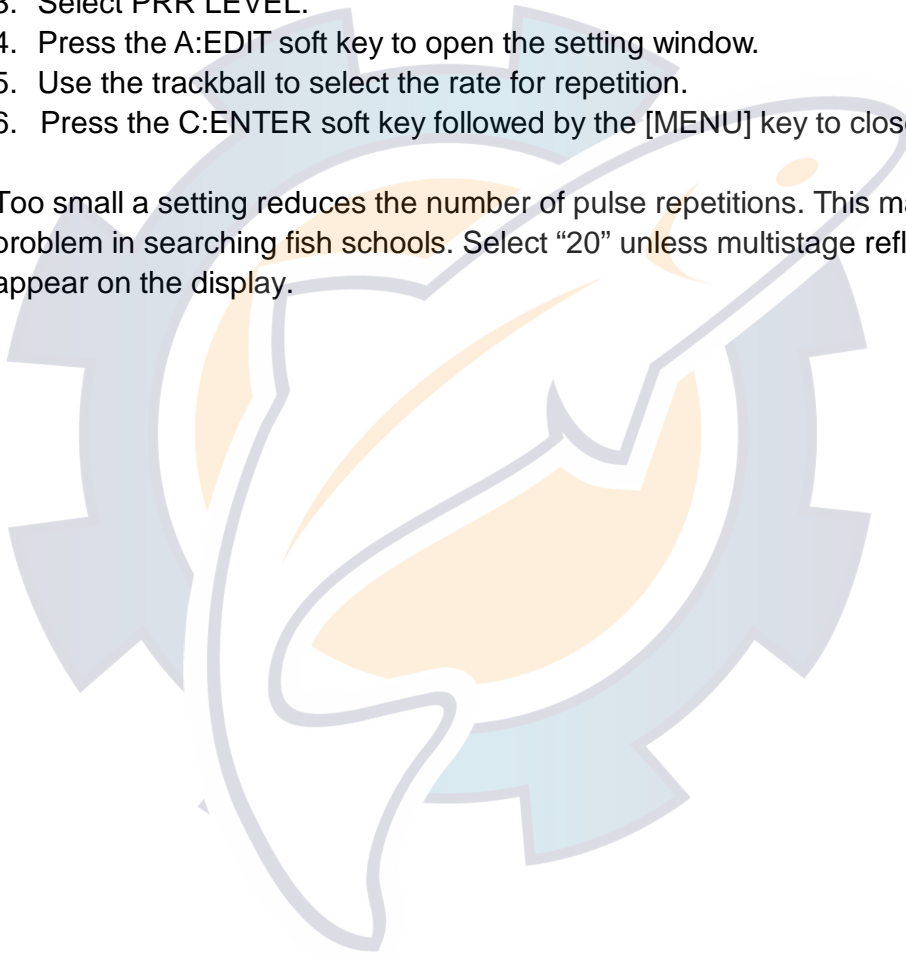 3. Select PRR LEVEL.
4. Press the A:EDIT soft key to open the setting window.
5. Use the trackball to select the rate for repetition.
6. Press the C:ENTER soft key followed by the [MENU] key to close
Too small a setting reduces the number of pulse repetitions. This
problem in searching fish schools. Select “20” unless multistage
appear on the display.